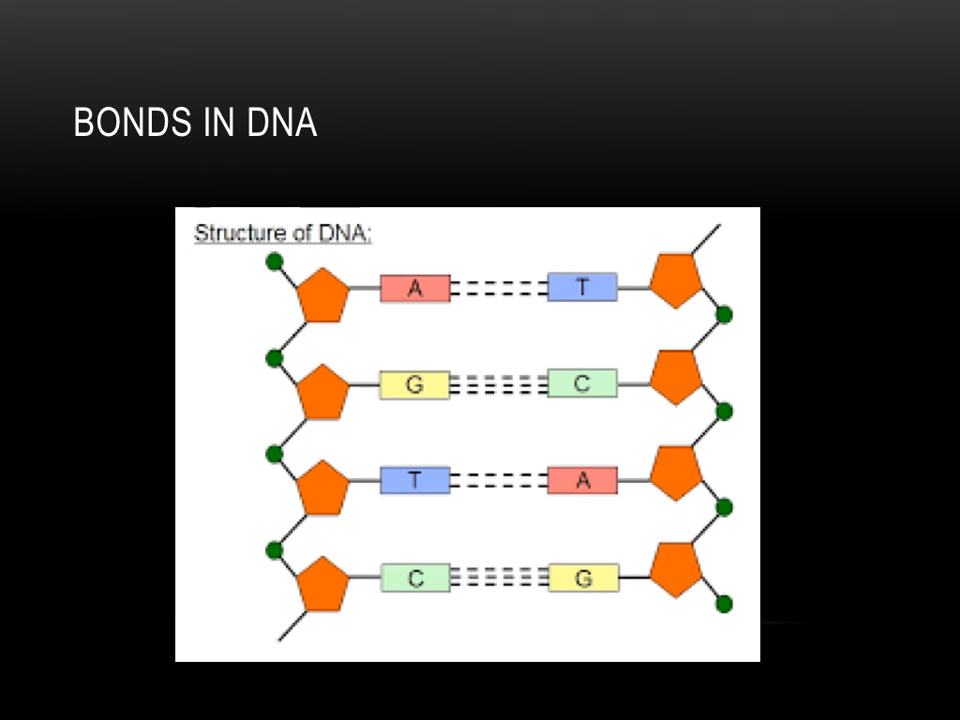 BONDS IN DNA
Structure of DNA:
A T
G C
T A
C G